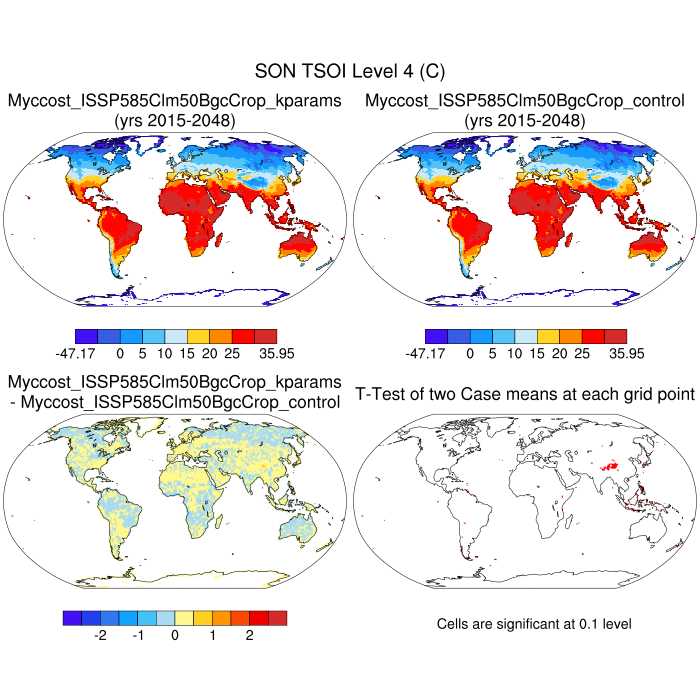 SON TSOI Level 4 (C)
Myccost_ISSP585Clm50BgcCrop_kparams
(yrs 2015-2048)
Myccost_ISSP585Clm50BgcCrop_control
(yrs 2015-2048)
-47.17 0 5 10 15 20 25 35.95
-47.17 0 5 10 15 20 25 35.95
Myccost_ISSP585Clm50BgcCrop_kparams
- Myccost_ISSP585Clm50BgcCrop_control
T-Test of two Case means at each grid point
-2 -1 0 1 2
Cells are significant at 0.1 level